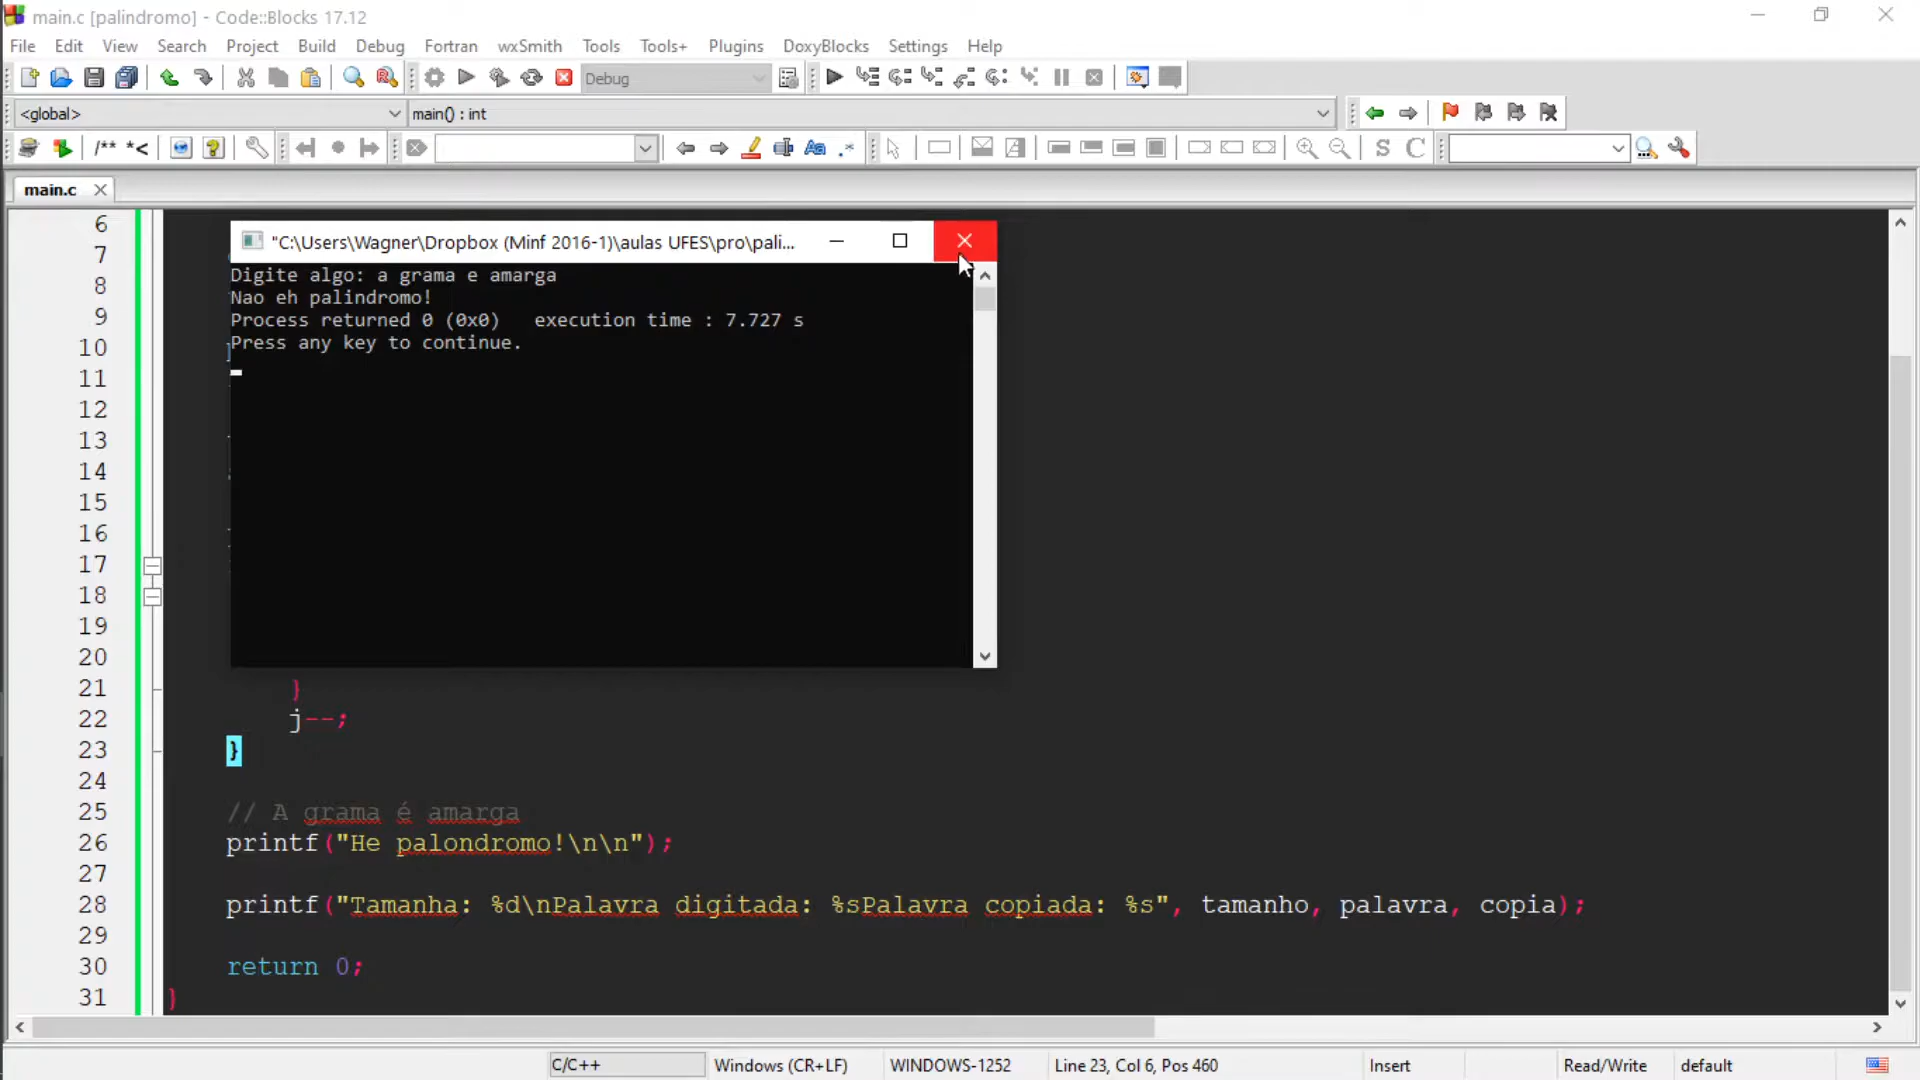 main.c [palindromo] - Code::Blocks 17.12
File Edit View Search Project Build Debug Fortran wxSmith Tools Tools+ Plugins DoxyBlocks Settings Help
Debug
<global> main() : int
/** *<
S C
main.c
"C:\Users\Wagner\Dropbox (Minf 2016-1)\aulas UFES\pro\pali...
Digite algo: a grama e amarga
Nao eh palindromo!
Process returned 0 (0x0) execution time : 7.727 s
Press any key to continue.
6
7
8
9
10
11
12
13
14
15
16
17
18
19
20
21 }
22 j--;
23 }
24
25 // A grama é amarga
26 printf("He palondromo!\n\n");
27
28 printf("Tamanha: %d\nPalavra digitada: %sPalavra copiada: %s", tamanho, palavra, copia);
29
30 return 0;
31 }
C/C++ Windows (CR+LF) WINDOWS-1252 Line 23, Col 6, Pos 460 Insert Read/Write default